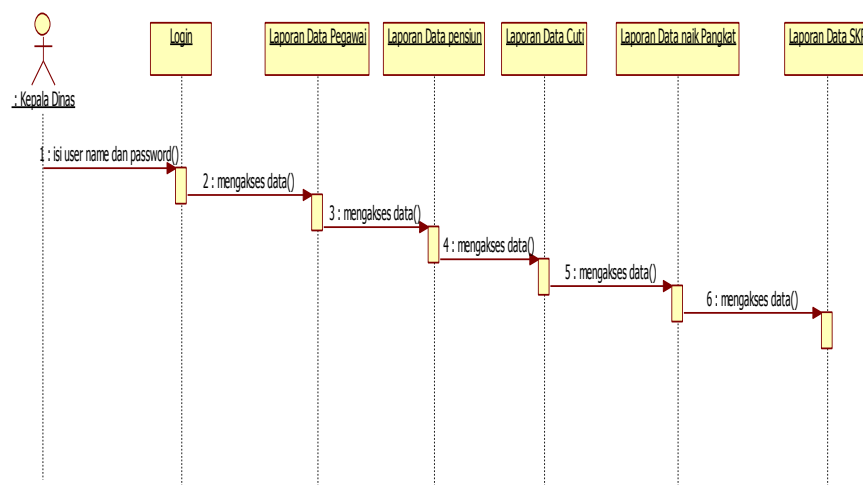 Login
Laporan Data Pegawai
Laporan Data pensiun
Laporan Data Cuti
Laporan Data naik Pangkat
Laporan Data
: Kepala Dinas
1 : isi user name dan password()
2 : mengakses data()
3 : mengakses data()
4 : mengakses data()
5 : mengakses data()
6 : mengakses data()